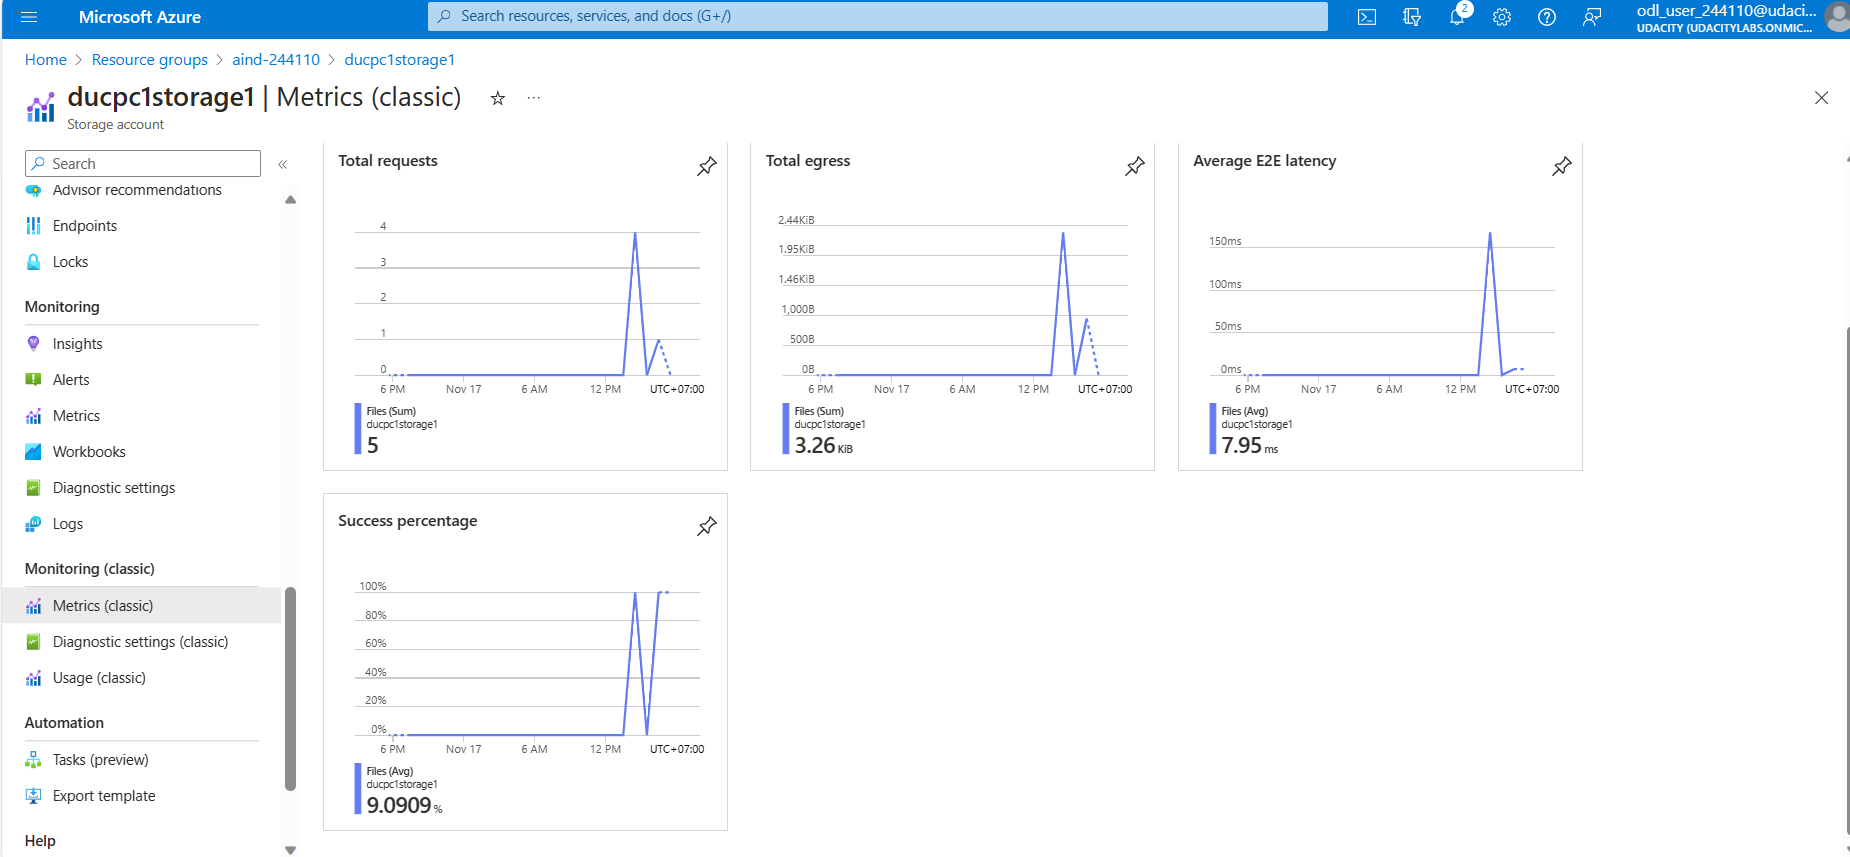 Microsoft Azure
Search resources, services, and docs (G+/)
2
odl_user_244110@udaci...
UDACITY (UDACITYLABS.ONMIC...
Home > Resource groups > aind-244110 > ducpc1storage1
ducpc1storage1 | Metrics (classic)
Storage account
Search
Advisor recommendations
Endpoints
Locks
Monitoring
Insights
Alerts
Metrics
Workbooks
Diagnostic settings
Logs
Monitoring (classic)
Metrics (classic)
Diagnostic settings (classic)
Usage (classic)
Automation
Tasks (preview)
Export template
Help
Total requests
4
3
2
1
0
6 PM Nov 17 6 AM 12 PM UTC+07:00
Files (Sum)
ducpc1storage1
5
Total egress
2.44KiB
1.95KiB
1.46KiB
1,000B
500B
0B
6 PM Nov 17 6 AM 12 PM UTC+07:00
Files (Sum)
ducpc1storage1
3.26 KiB
Average E2E latency
150ms
100ms
50ms
0ms
6 PM Nov 17 6 AM 12 PM UTC+07:00
Files (Avg)
ducpc1storage1
7.95 ms
Success percentage
100%
80%
60%
40%
20%
0%
6 PM Nov 17 6 AM 12 PM UTC+07:00
Files (Avg)
ducpc1storage1
9.0909 %